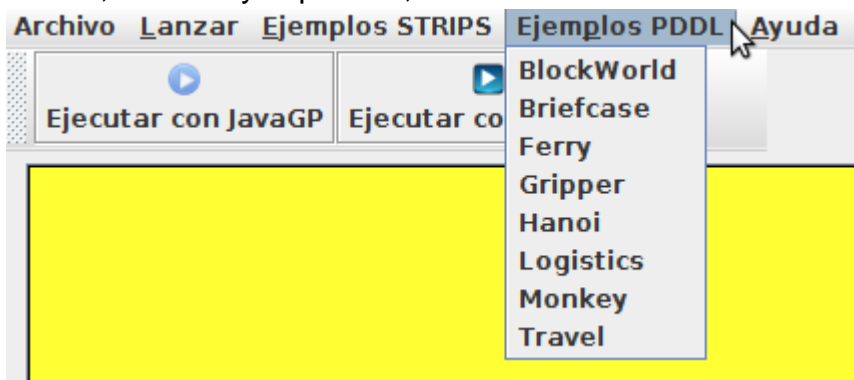 Archivo Lanzar Ejemplos STRIPS Ejemplos PDDL Ayuda
Ejecutar con JavaGP Ejecutar co
BlockWorld
Briefcase
Ferry
Gripper
Hanoi
Logistics
Monkey
Travel